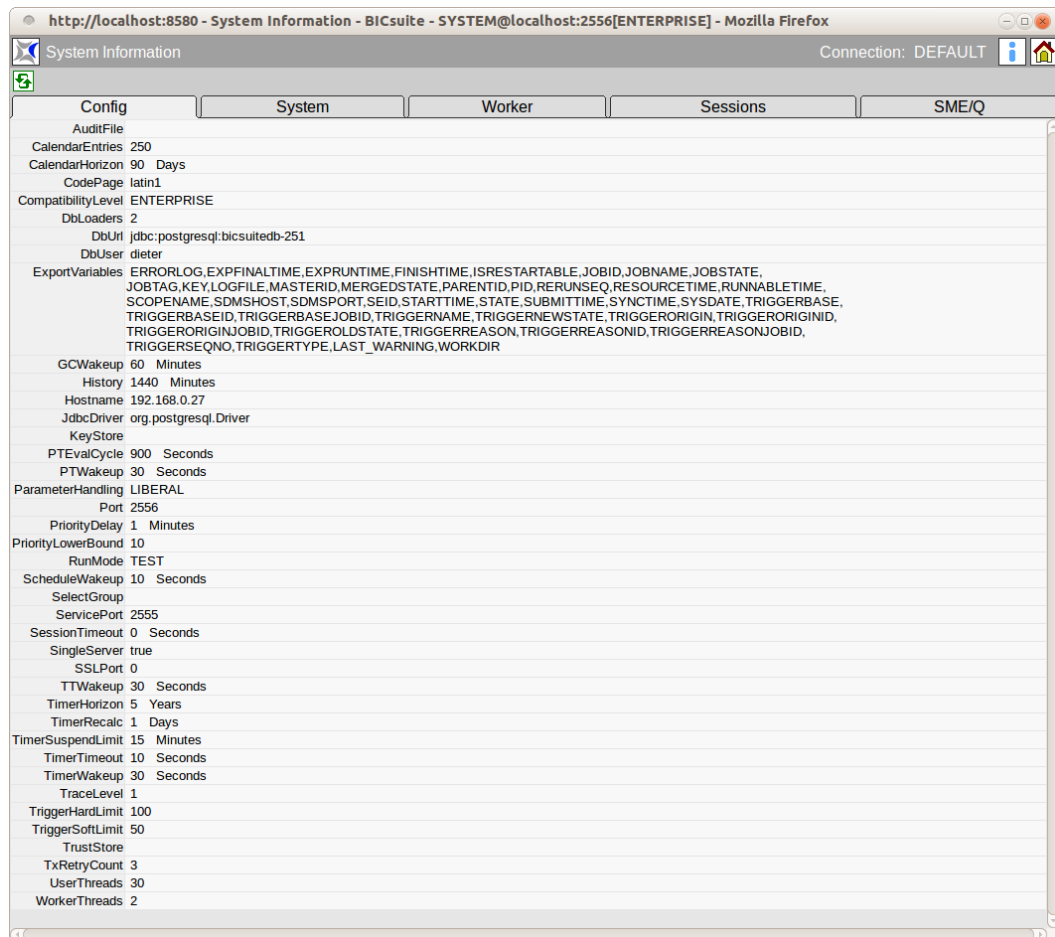 http://localhost:8580 - System Information - BICsuite - SYSTEM@localhost:2556[ENTERPRISE] - Mozilla Firefox
System Information Connection: DEFAULT
Config System Worker Sessions SME/Q
AuditFile
CalendarEntries 250
CalendarHorizon 90 Days
CodePage latin1
CompatibilityLevel ENTERPRISE
DbLoaders 2
DbUrl jdbc:postgresql:bicsuitedb-251
DbUser dieter
ExportVariables ERRORLOG,EXPFINALTIME,EXPRUNTIME,FINISHTIME,ISRESTARTABLE,JOBID,JOBNAME,JOBSTATE,
JOBTAG,KEY,LOGFILE,MASTERID,MERGEDSTATE,PARENTID,PID,RERUNSEQ,RESOURCETIME,RUNNABLETIME,
SCOPENAME,SDMSHOST,SDMSPORT,SEID,STARTTIME,STATE,SUBMITTIME,SYNCTIME,SYSDATE,TRIGGERBASE,
TRIGGERBASEID,TRIGGERBASEJOBID,TRIGGERNAME,TRIGGERNEWSTATE,TRIGGERORIGIN,TRIGGERORIGINID,
TRIGGERORIGINJOBID,TRIGGEROLDSTATE,TRIGGERREASON,TRIGGERREASONID,TRIGGERREASONJOBID,
TRIGGERSEQNO,TRIGGERTYPE,LAST_WARNING,WORKDIR
GCWakeup 60 Minutes
History 1440 Minutes
Hostname 192.168.0.27
JdbcDriver org.postgresql.Driver
KeyStore
PTEvalCycle 900 Seconds
PTWakeup 30 Seconds
ParameterHandling LIBERAL
Port 2556
PriorityDelay 1 Minutes
PriorityLowerBound 10
RunMode TEST
ScheduleWakeup 10 Seconds
SelectGroup
ServicePort 2555
SessionTimeout 0 Seconds
SingleServer true
SSLPort 0
TTWakeup 30 Seconds
TimerHorizon 5 Years
TimerRecalc 1 Days
TimerSuspendLimit 15 Minutes
TimerTimeout 10 Seconds
TimerWakeup 30 Seconds
TraceLevel 1
TriggerHardLimit 100
TriggerSoftLimit 50
TrustStore
TxRetryCount 3
UserThreads 30
WorkerThreads 2